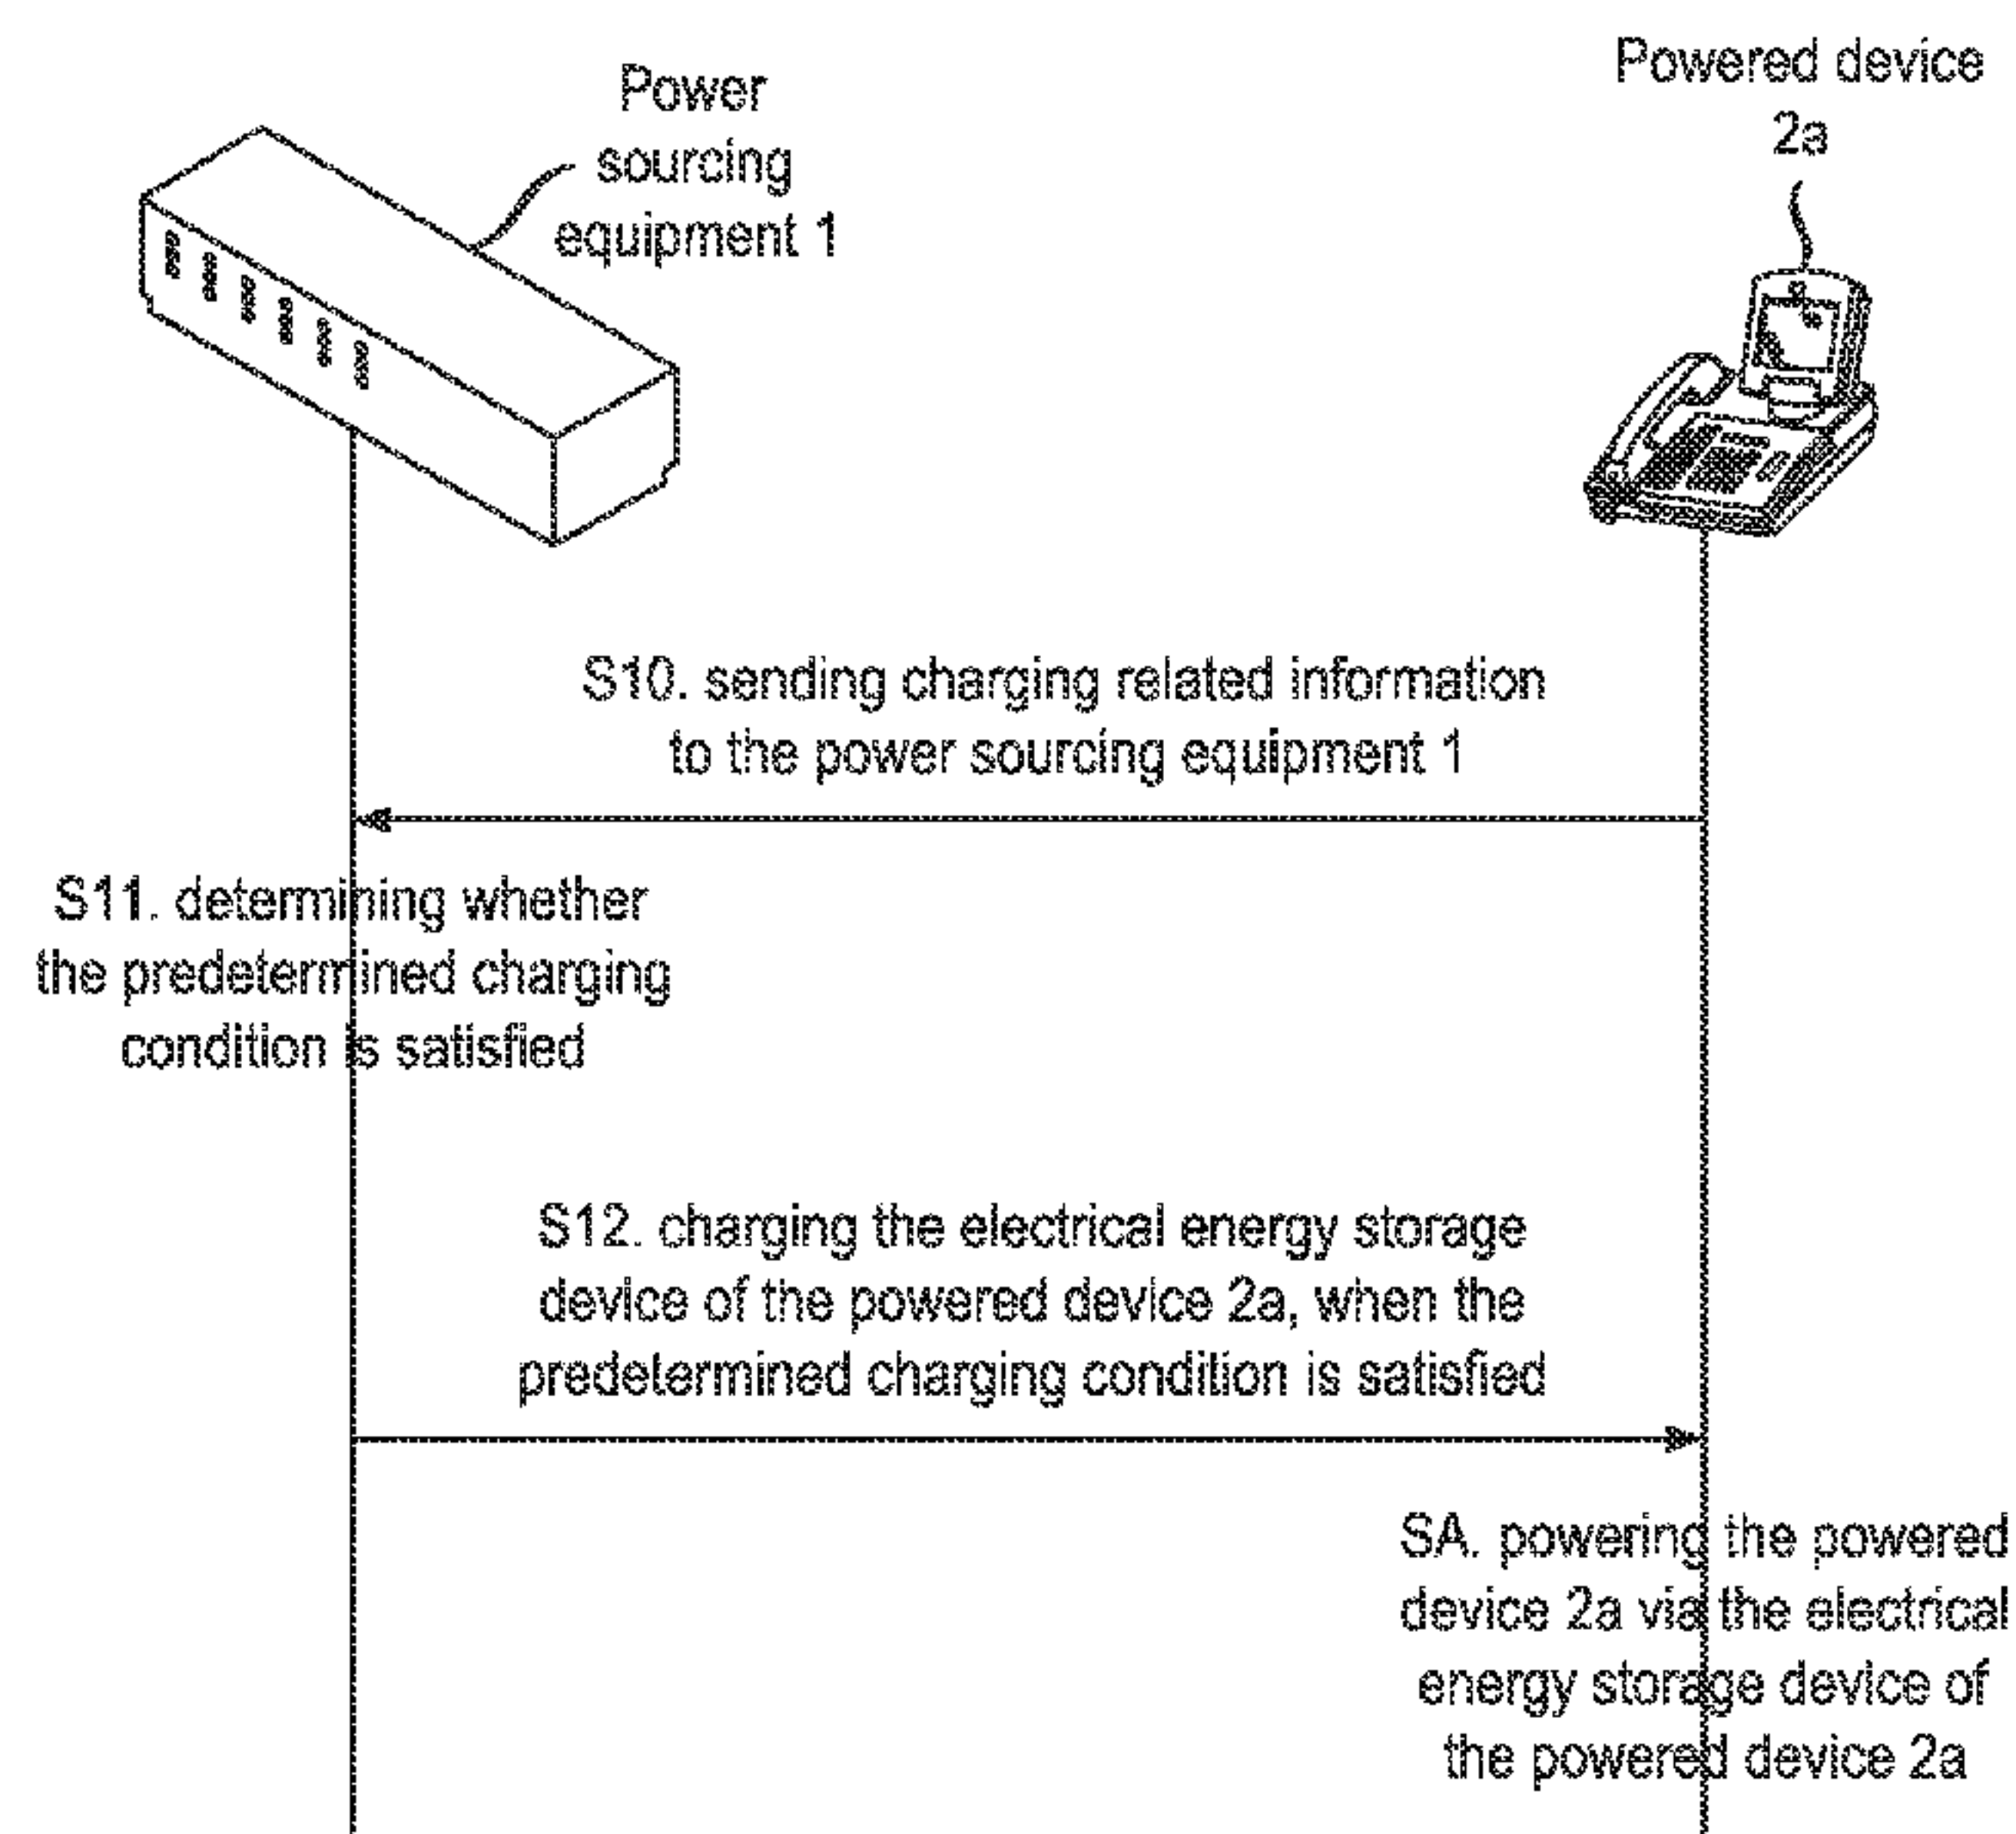 Power
sourcing
equipment 1
Powered device
2a
S10. sending charging related information
to the power sourcing equipment 1
S11. determining whether
the predetermined charging
condition is satisfied
S12. charging the electrical energy storage
device of the powered device 2a, when the
predetermined charging condition is satisfied
SA. powering the powered
device 2a via the electrical
energy storage device of
the powered device 2a